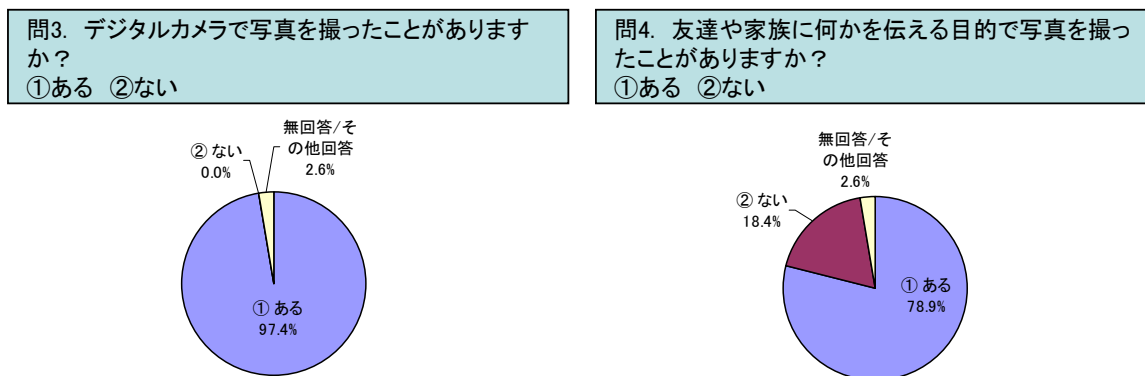 問3. デジタルカメラで写真を撮ったことがあります
か？
①ある ②ない
無回答/そ
の他回答
2.6%
② ない
0.0%
① ある
97.4%
問4. 友達や家族に何かを伝える目的で写真を撮っ
たことがありますか？
①ある ②ない
無回答/そ
の他回答
2.6%
② ない
18.4%
① ある
78.9%